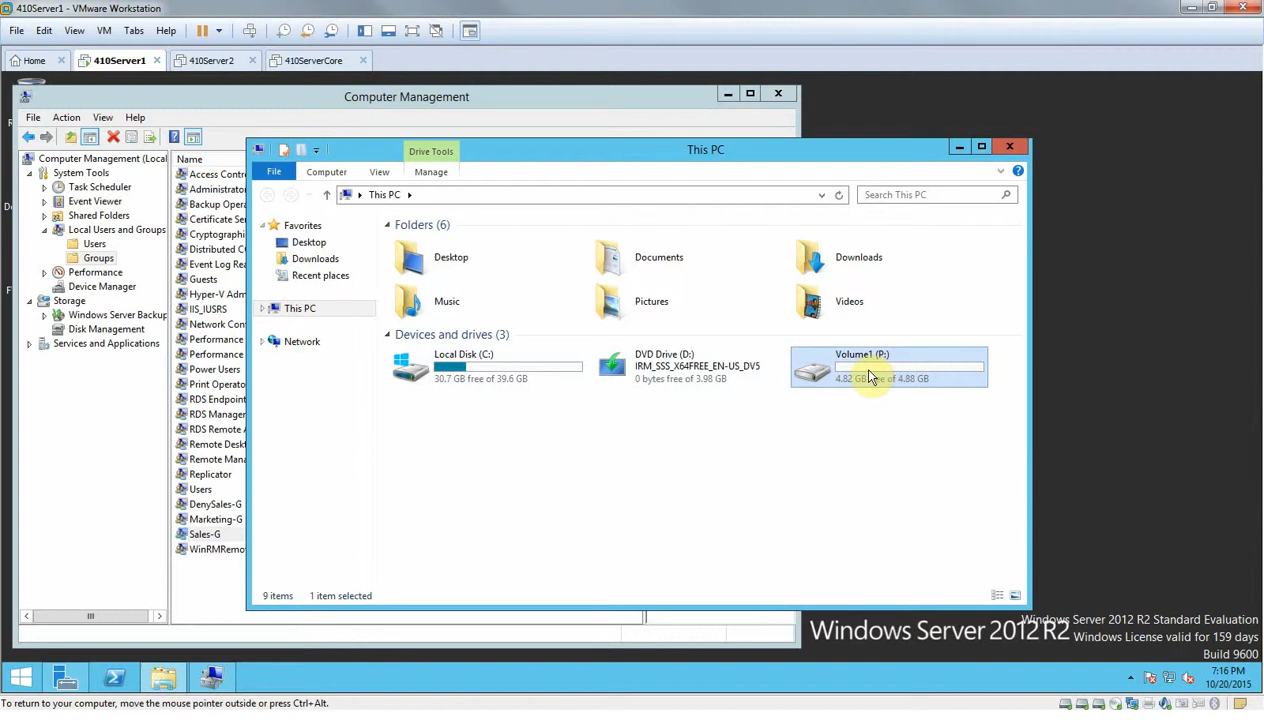 410Server1 - VMware Workstation
File Edit View VM Tabs Help
Home 410Server1 410Server2 410ServerCore
Computer Management
File Action View Help
Computer Management (Local
System Tools
Task Scheduler
Event Viewer
Shared Folders
Local Users and Groups
Users
Groups
Performance
Device Manager
Storage
Windows Server Backup
Disk Management
Services and Applications
Name
Access Contro
Administrator
Backup Opera
Certificate Ser
Cryptographic
Distributed C
Event Log Rea
Guests
Hyper-V Adm
IIS_IUSRS
Network Conf
Performance
Performance
Power Users
Print Operator
RDS Endpoint
RDS Managem
RDS Remote A
Remote Deskt
Remote Mana
Replicator
Users
DenySales-G
Marketing-G
Sales-G
WinRMRemo
Drive Tools
This PC
File Computer View Manage
This PC
Search This PC
Favorites
Desktop
Downloads
Recent places
This PC
Network
Folders (6)
Desktop
Documents
Downloads
Music
Pictures
Videos
Devices and drives (3)
Local Disk (C:)
30.7 GB free of 39.6 GB
DVD Drive (D:)
IRM_SSS_X64FREE_EN-US_DV5
0 bytes free of 3.98 GB
Volume1 (P:)
4.82 GB free of 4.88 GB
9 items 1 item selected
Windows Server 2012 R2
Windows Server 2012 R2 Standard Evaluation
Windows License valid for 159 days
Build 9600
7:16 PM
10/20/2015
To return to your computer, move the mouse pointer outside or press Ctrl+Alt.